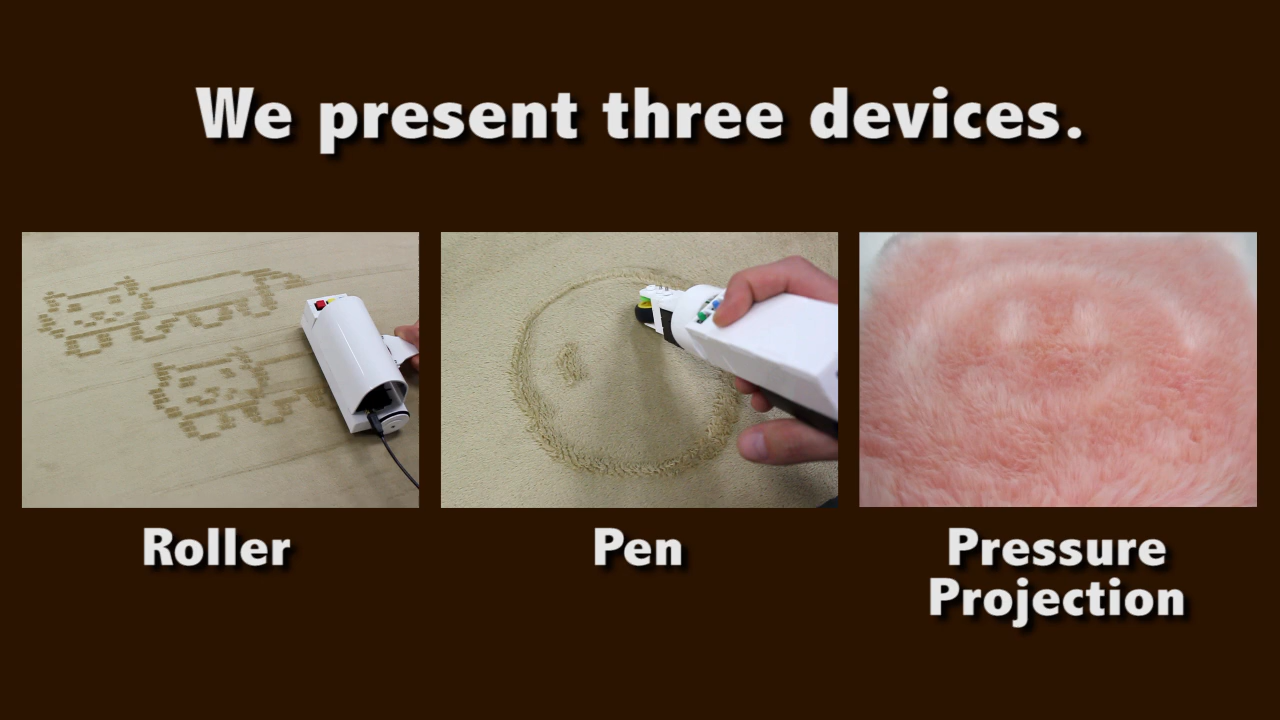 We present three devices.
Roller
Pen
Pressure
Projection